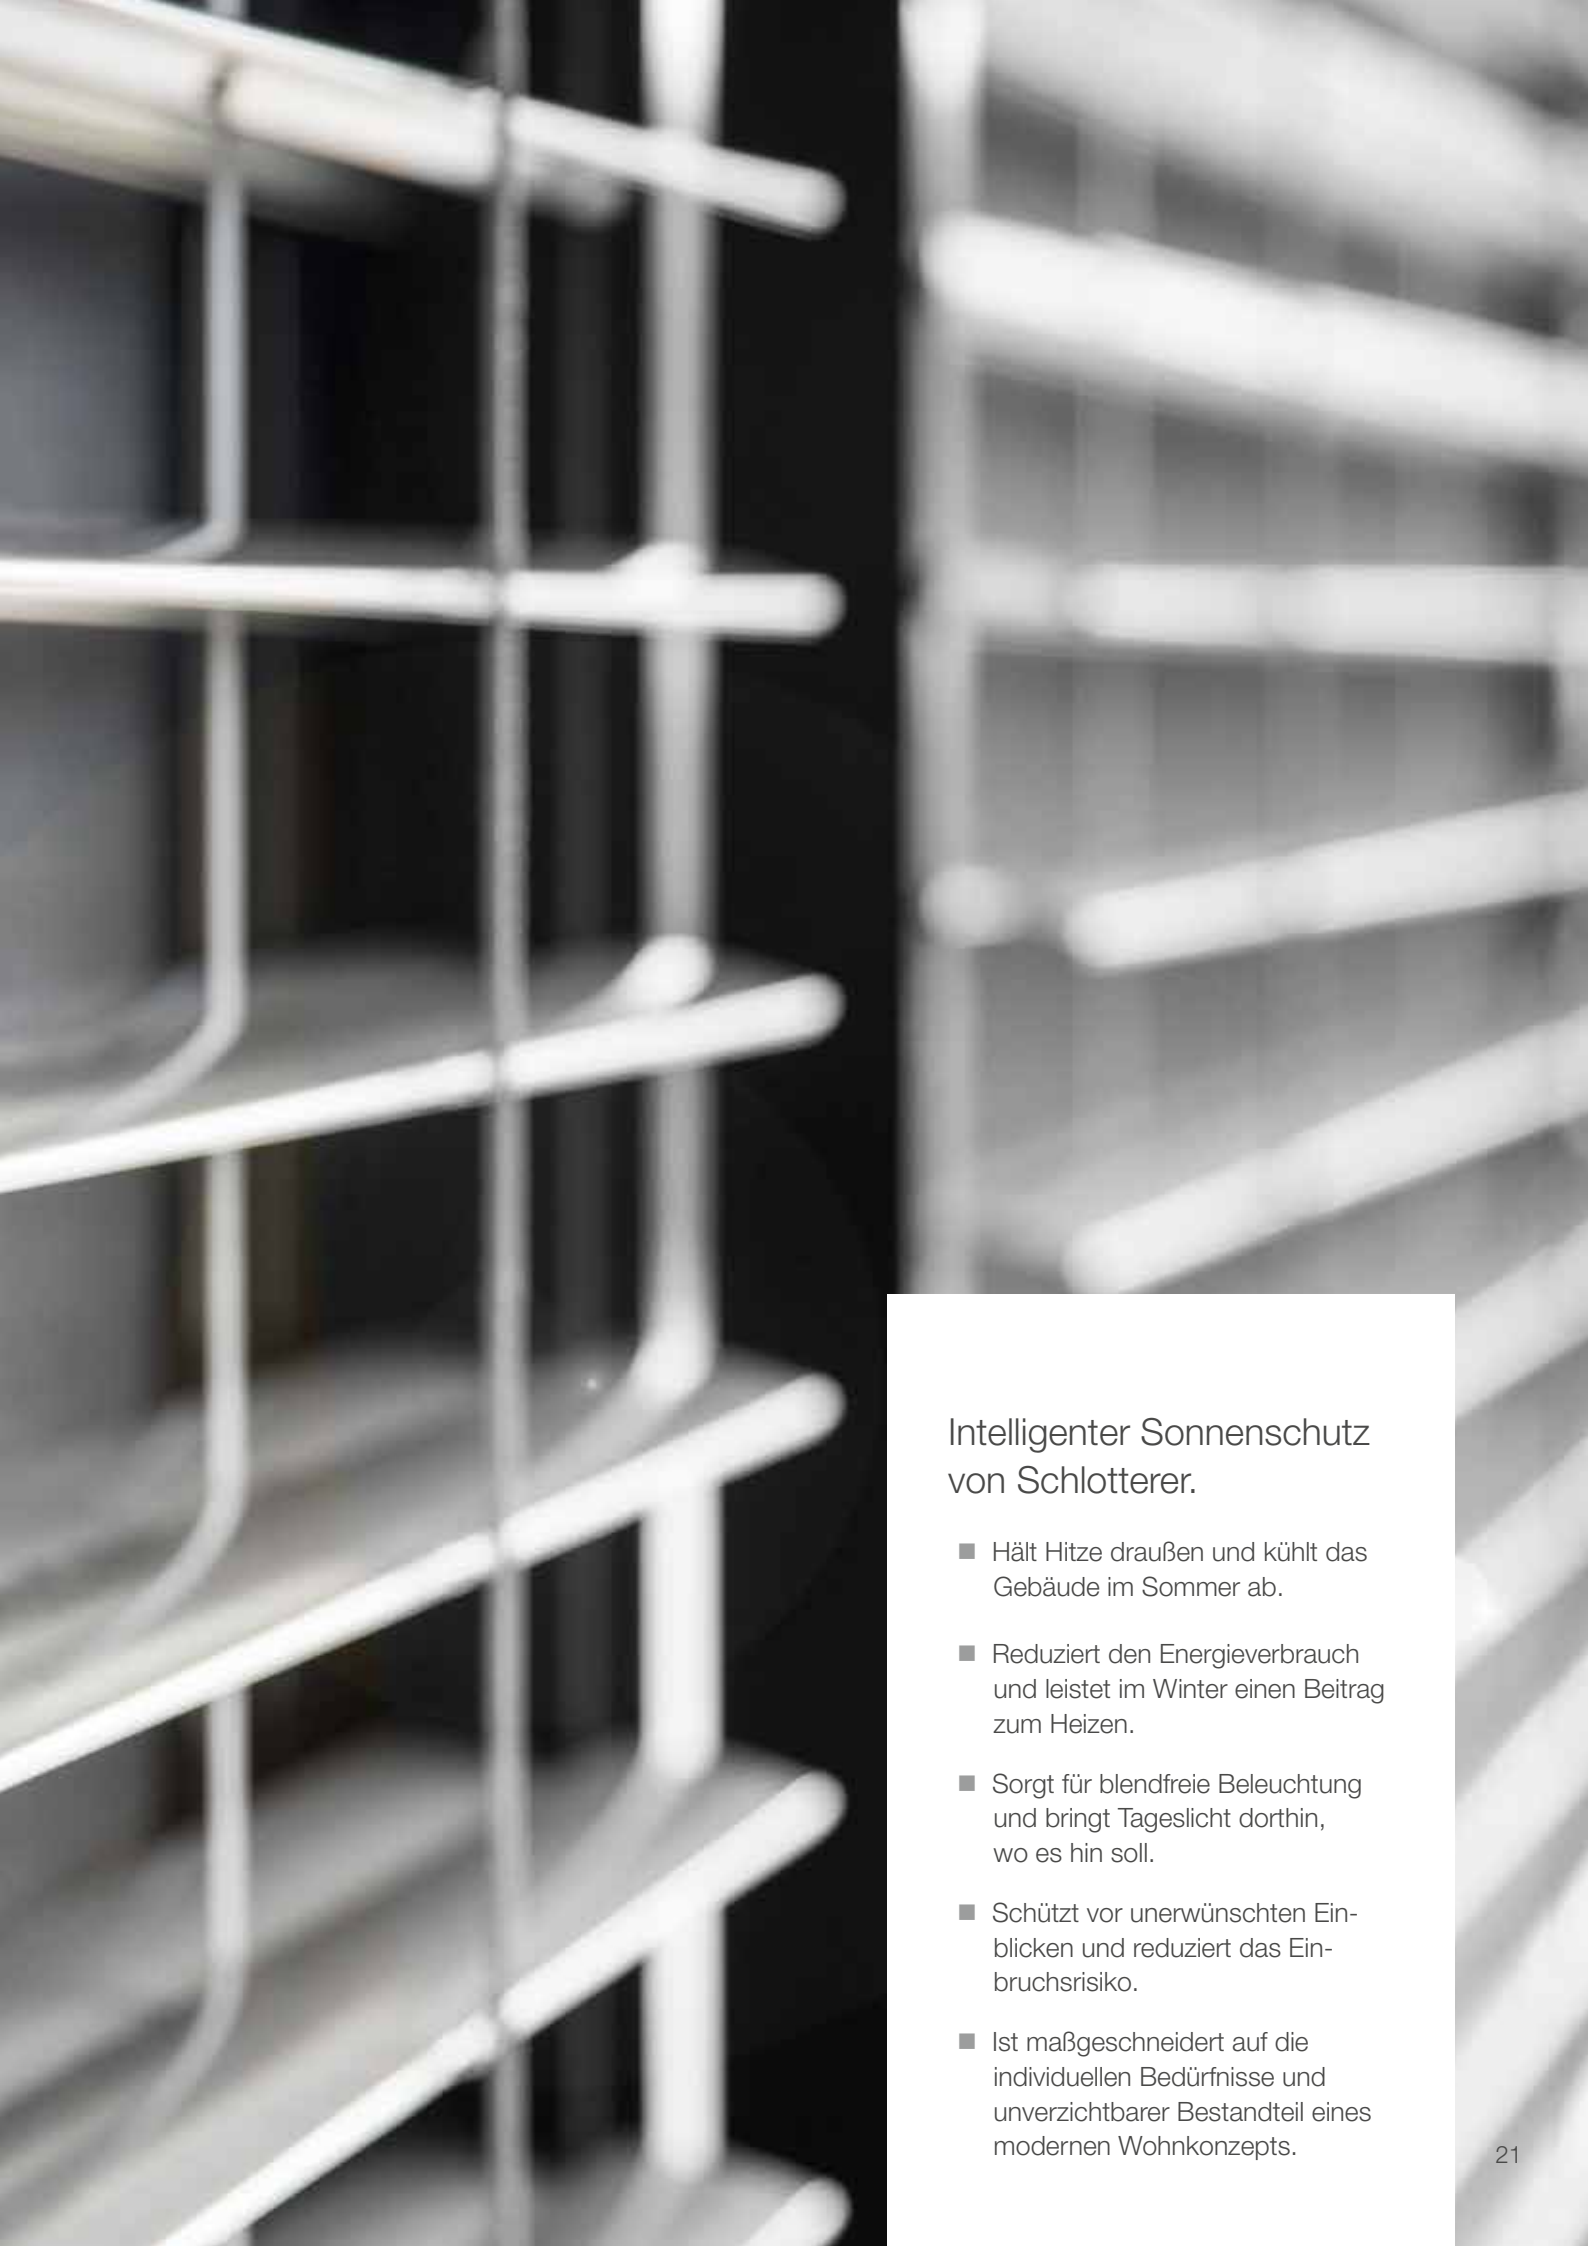 Intelligenter Sonnenschutz
von Schlotterer.
■ Hält Hitze draußen und kühlt das
Gebäude im Sommer ab.
■ Reduziert den Energieverbrauch
und leistet im Winter einen Beitrag
zum Heizen.
■ Sorgt für blendfreie Beleuchtung
und bringt Tageslicht dorthin,
wo es hin soll.
■ Schützt vor unerwünschten Ein-
blicken und reduziert das Ein-
bruchsrisiko.
■ Ist maßgeschneidert auf die
individuellen Bedürfnisse und
unverzichtbarer Bestandteil eines
modernen Wohnkonzepts.
21